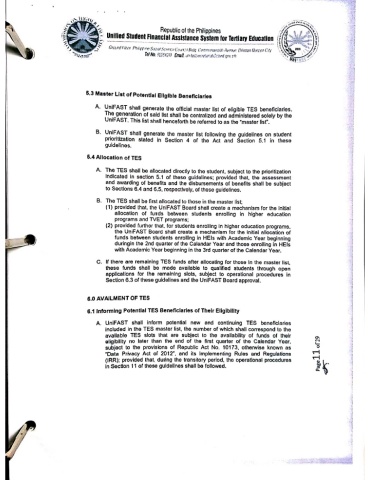 Republic of the Philippines
Unified Student Financial Assistance System for Tertiary Education
5.3 Master List of Potential Eligible Beneficiaries
A. UniFAST shall generate the official master list of eligible TES beneficiaries.
The generation of said list shall be centralized and administered solely by the
UniFAST. This list shall henceforth be referred to as the "master list".
B. UniFAST shall generate the master list following the guidelines on student
prioritization stated in Section 4 of the Act and Section 5.1 in these
guidelines.
5.4 Allocation of TES
A. The TES shall be allocated directly to the student, subject to the prioritization
indicated in section 5.1 of these guidelines; provided that, the assessment
and awarding of benefits and the disbursements of benefits shall be subject
to Sections 6.4 and 6.5, respectively, of these guidelines.
B. The TES shall be first allocated to those in the master list;
(1) provided that, the UniFAST Board shall create a mechanism for the initial
allocation of funds between students enrolling in higher education
programs and TVET programs;
(2) provided further that, for students enrolling in higher education programs,
the UniFAST Board shall create a mechanism for the initial allocation of
funds between students enrolling in HEIs with Academic Year beginning
duringin the 2nd quarter of the Calendar Year and those enrolling in HEIs
with Academic Year beginning in the 3rd quarter of the Calendar Year.
C. If there are remaining TES funds after allocating for those in the master list,
these funds shall be made available to qualified students through open
applications for the remaining slots, subject to operational procedures in
Section 6.3 of these guidelines and the UniFAST Board approval.
6.0 AVAILMENT OF TES
6.1 Informing Potential TES Beneficiaries of Their Eligibility
A. UniFAST shall inform potential new and continuing TES beneficiaries
included in the TES master list, the number of which shall correspond to the
available TES slots that are subject to the availability of funds of their
eligibility no later than the end of the first quarter of the Calendar Year,
subject to the provisions of Republic Act No. 10173, otherwise known as
"Data Privacy Act of 2012", and its Implementing Rules and Regulations
(IRR); provided that, during the transitory period, the operational procedures
in Section 11 of these guidelines shall be followed.
Page 11 of 29